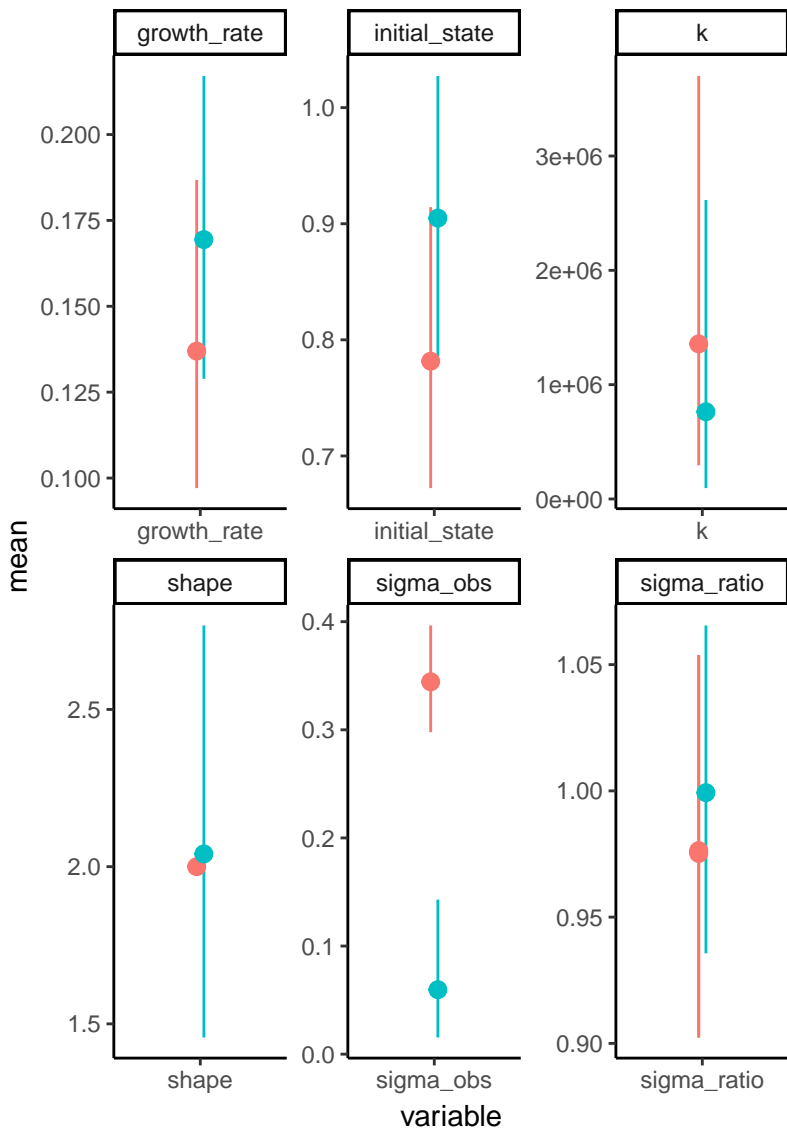 growth_rate
initial_state
k
0.200
0.175
0.150
0.125
0.100
1.0
0.9
0.8
0.7
3e+06
2e+06
1e+06
0e+00
growth_rate
initial_state
k
mean
shape
sigma_obs
sigma_ratio
2.5
2.0
1.5
0.4
0.3
0.2
0.1
0.0
1.05
1.00
0.95
0.90
shape
sigma_obs
sigma_ratio
variable